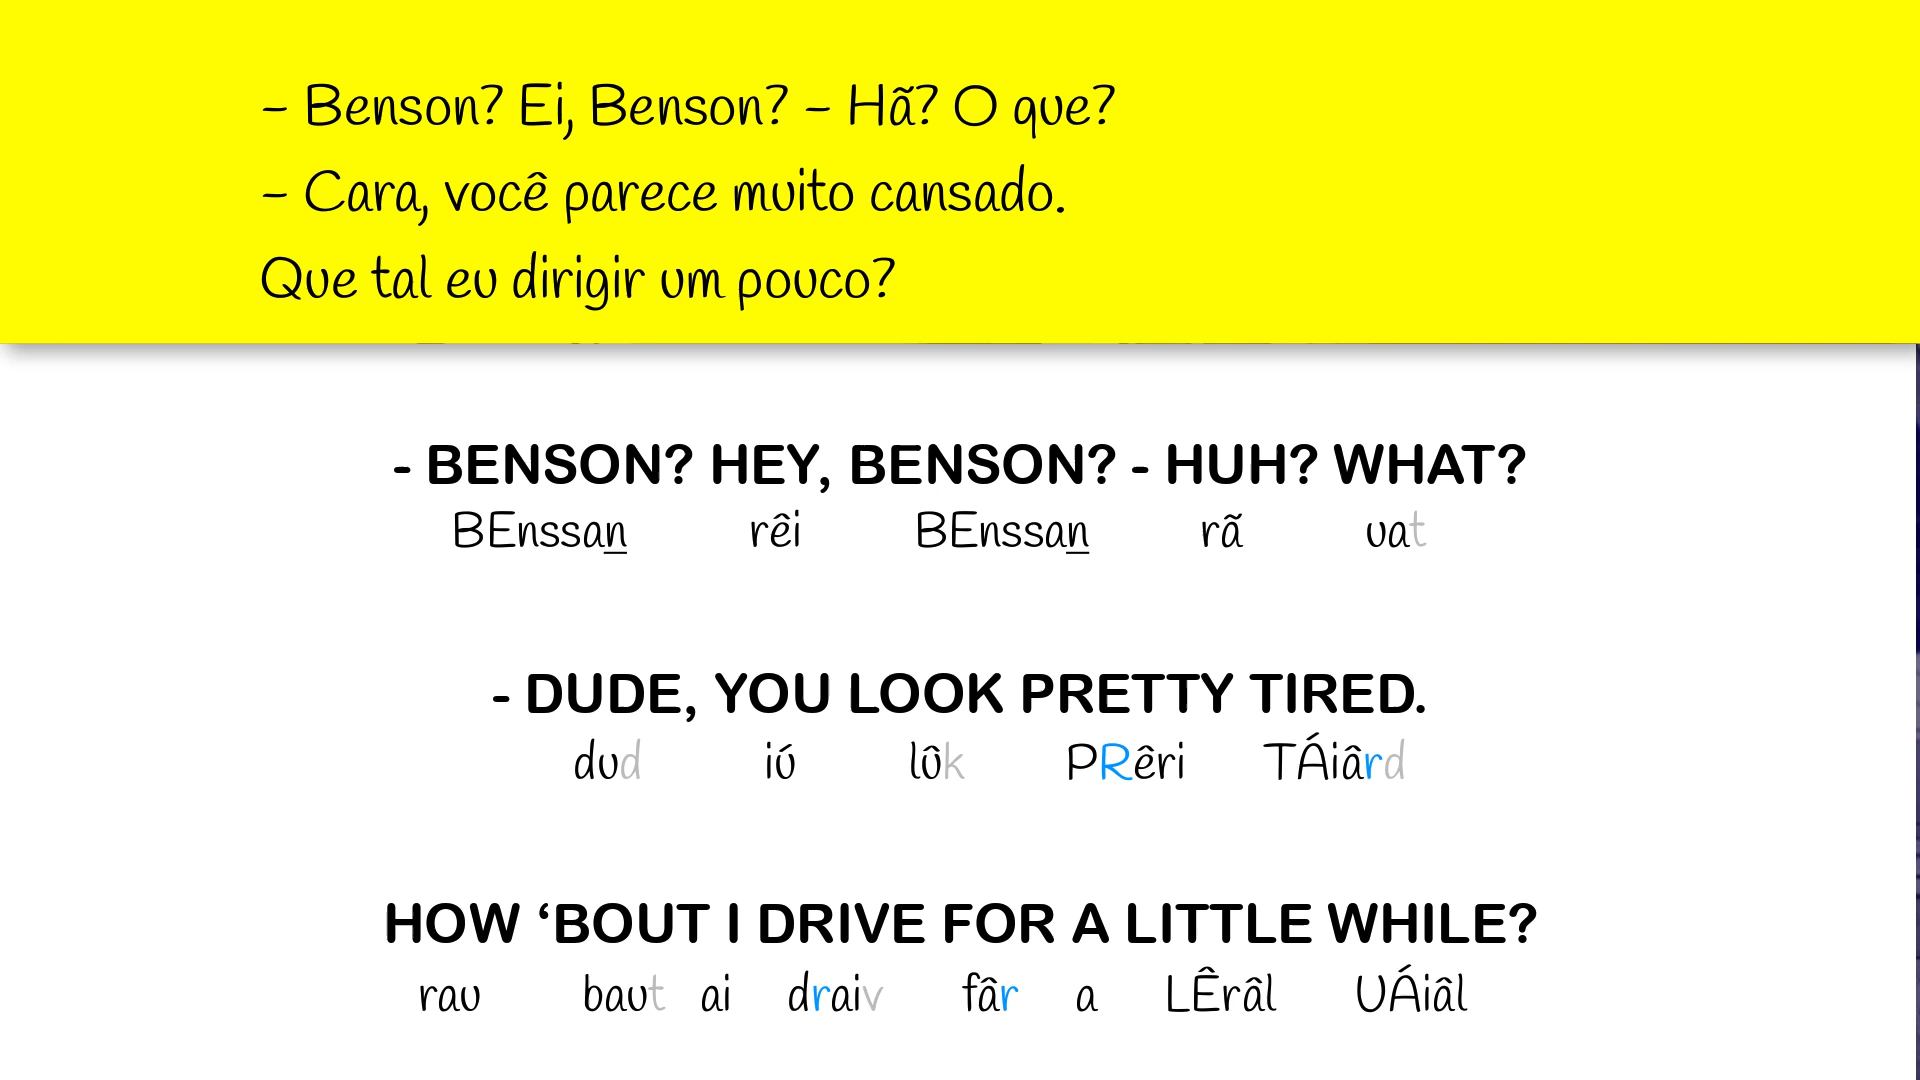 – Benson? Ei, Benson? – Hã? O que?
– Cara, você parece muito cansado.
Que tal eu dirigir um pouco?
- BENSON? HEY, BENSON? - HUH? WHAT?
BEnssan rêi BEnssan rã uat
- DUDE, YOU LOOK PRETTY TIRED.
dud iú lûk PRêri TÁiârd
HOW ‘BOUT I DRIVE FOR A LITTLE WHILE?
rau baut ai draiv fâr a LÊrâl UÁiâl